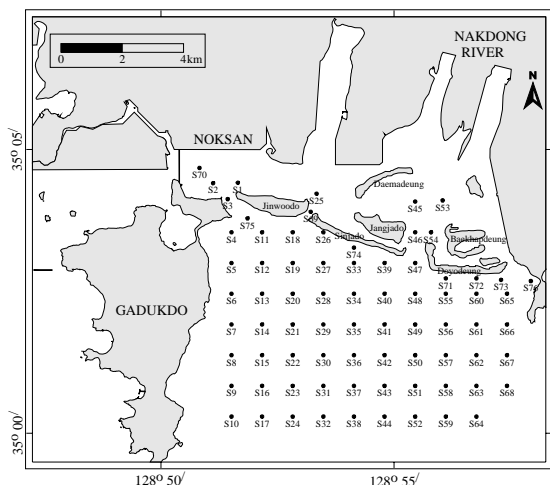 NAKDONG
RIVER
0 2 4km
N
NOKSAN
35° 05′
S70
S2 S1
Daemadeung
S3 S25
Jinwoodo S45 S53
S69
S75
Jangjado
S4 S11 S18 S26 Sinjado S46 S54 Baekhapdeung
S74
S5 S12 S19 S27 S33 S39 S47
Doyodeung
S71 S72 S73 S76
S6 S13 S20 S28 S34 S40 S48 S55 S60 S65
GADUKDO
S7 S14 S21 S29 S35 S41 S49 S56 S61 S66
S8 S15 S22 S30 S36 S42 S50 S57 S62 S67
S9 S16 S23 S31 S37 S43 S51 S58 S63 S68
S10 S17 S24 S32 S38 S44 S52 S59 S64
35° 00′
128° 50′ 128° 55′